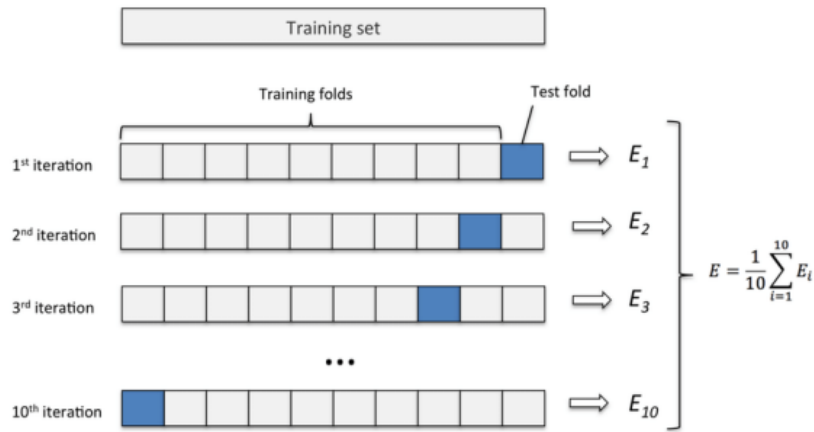 Training set
Training folds
Test fold
1st iteration
E1
2nd iteration
E2
E = 1/10 ∑_{i=1}^{10} E_i
3rd iteration
E3
...
10th iteration
E10